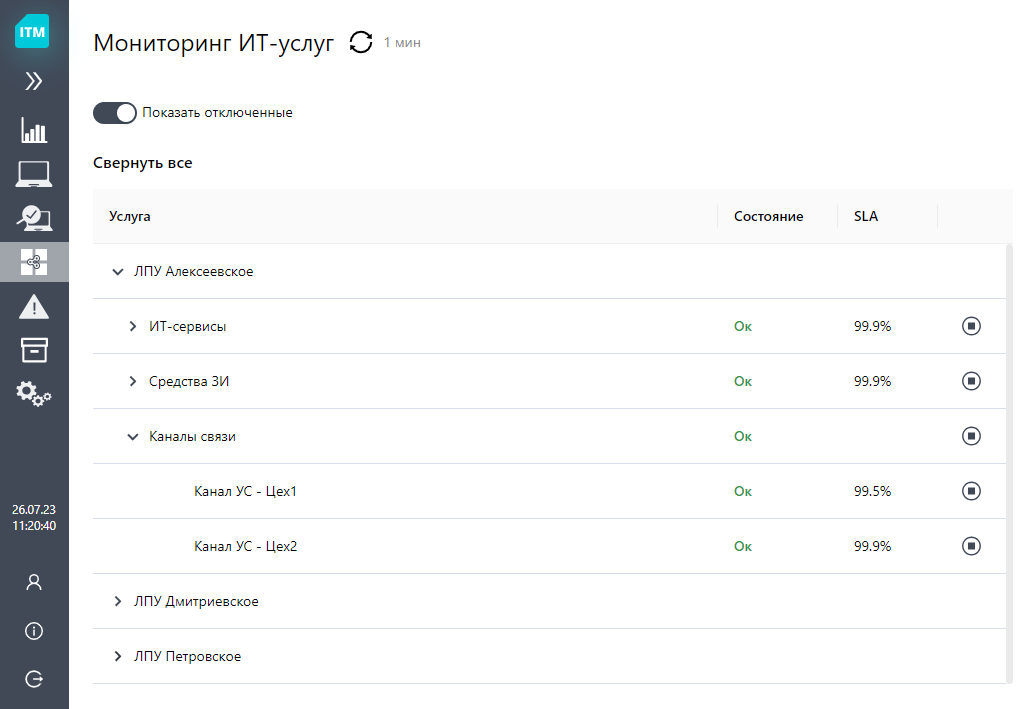 ITM
Мониторинг ИТ-услуг 1 мин
Показать отключенные
Свернуть все
Услуга Состояние SLA
ЛПУ Алексеевское
ИТ-сервисы Ок 99.9%
Средства ЗИ Ок 99.9%
Каналы связи Ок
Канал УС - Цех1 Ок 99.5%
Канал УС - Цех2 Ок 99.9%
ЛПУ Дмитриевское
ЛПУ Петровское
26.07.23
11:20:40